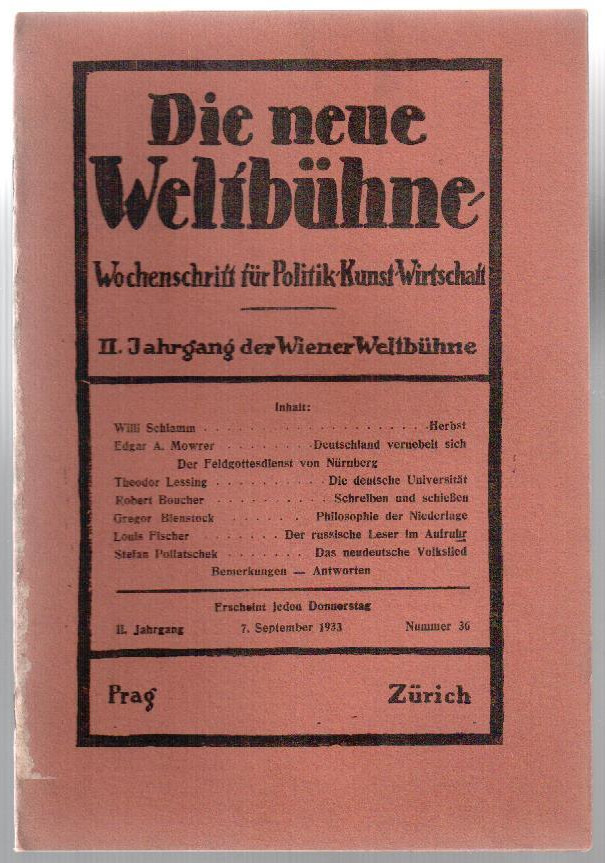 Die neue
Weltbühne
Wochenschrift für Politik·Kunst·Wirtschaft
II. Jahrgang der Wiener Weltbühne
Inhalt:
Willi Schlamm . . . . . . . . . . . . . . . . . . . . . . Herbst
Edgar A. Mowrer . . . . . . . . Deutschland vernebelt sich
Der Feldgottesdienst von Nürnberg
Theodor Lessing . . . . . . . . . . . Die deutsche Universität
Robert Boucher . . . . . . . . . . . Schreiben und schießen
Gregor Bienstock . . . . . . . Philosophie der Niederlage
Louis Fischer . . . . . . . Der russische Leser im Aufruhr
Stefan Pollatschek . . . . . . . Das neudeutsche Volkslied
Bemerkungen — Antworten
Erscheint jeden Donnerstag
II. Jahrgang 7. September 1933 Nummer 36
Prag Zürich